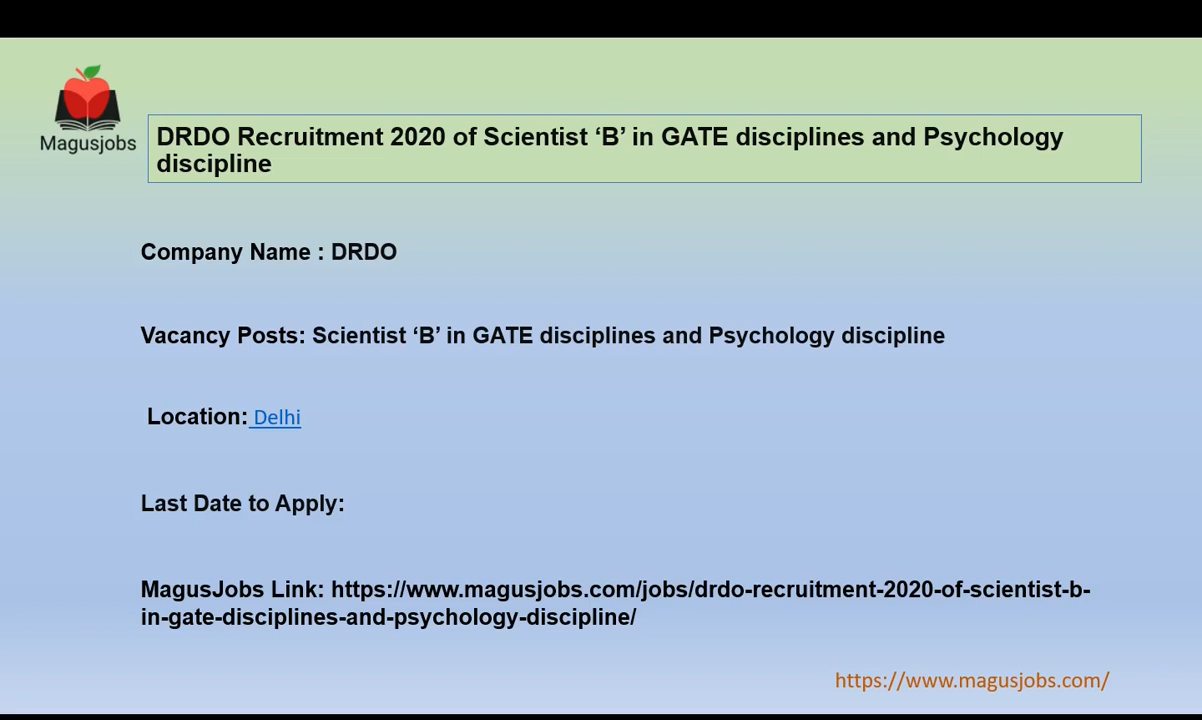 Magusjobs
DRDO Recruitment 2020 of Scientist ‘B’ in GATE disciplines and Psychology
discipline
Company Name : DRDO
Vacancy Posts: Scientist ‘B’ in GATE disciplines and Psychology discipline
Location: Delhi
Last Date to Apply:
MagusJobs Link: https://www.magusjobs.com/jobs/drdo-recruitment-2020-of-scientist-b-
in-gate-disciplines-and-psychology-discipline/
https://www.magusjobs.com/